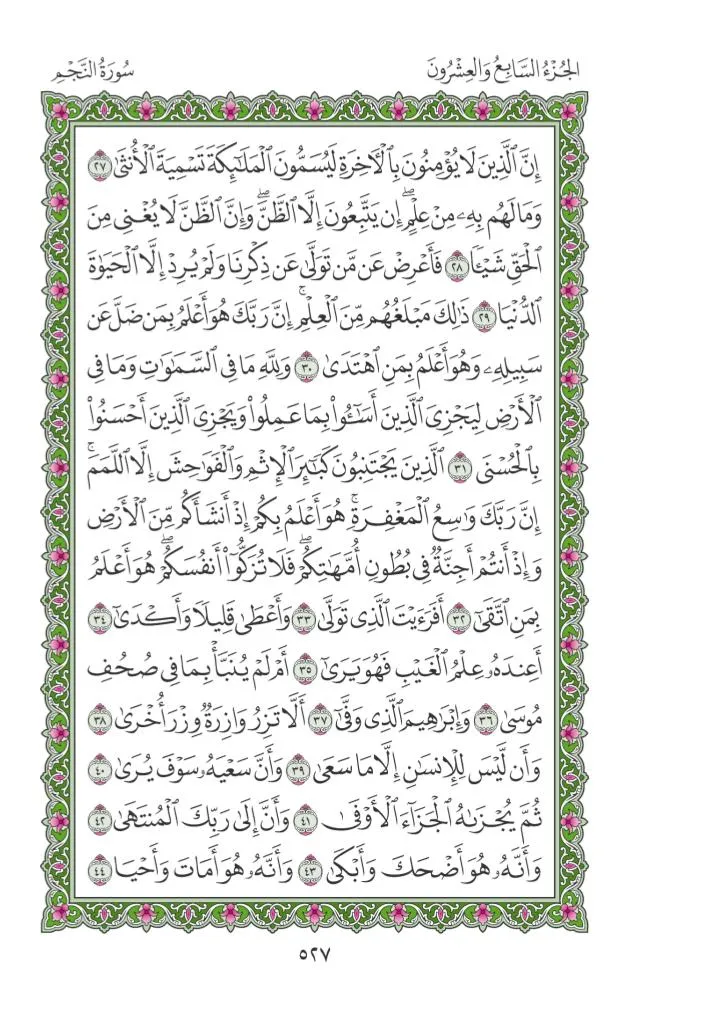 الجُزْءُ السَّابِعُ وَالعِشْرُونَ
سُورَةُ النَّجْمِ
إِنَّ ٱلَّذِينَ لَا يُؤْمِنُونَ بِٱلْأٓخِرَةِ لَيُسَمُّونَ ٱلْمَلَٰٓئِكَةَ تَسْمِيَةَ ٱلْأُنثَىٰ ٢٧
وَمَا لَهُم بِهِۦ مِنْ عِلْمٍۖ إِن يَتَّبِعُونَ إِلَّا ٱلظَّنَّۖ وَإِنَّ ٱلظَّنَّ لَا يُغْنِى مِنَ
ٱلْحَقِّ شَيْـًٔا ٢٨ فَأَعْرِضْ عَن مَّن تَوَلَّىٰ عَن ذِكْرِنَا وَلَمْ يُرِدْ إِلَّا ٱلْحَيَوٰةَ
ٱلدُّنْيَا ٢٩ ذَٰلِكَ مَبْلَغُهُم مِّنَ ٱلْعِلْمِۚ إِنَّ رَبَّكَ هُوَ أَعْلَمُ بِمَن ضَلَّ عَن
سَبِيلِهِۦ وَهُوَ أَعْلَمُ بِمَنِ ٱهْتَدَىٰ ٣٠ وَلِلَّهِ مَا فِى ٱلسَّمَٰوَٰتِ وَمَا فِى
ٱلْأَرْضِ لِيَجْزِىَ ٱلَّذِينَ أَسَٰٓـُٔوا۟ بِمَا عَمِلُوا۟ وَيَجْزِىَ ٱلَّذِينَ أَحْسَنُوا۟
بِٱلْحُسْنَى ٣١ ٱلَّذِينَ يَجْتَنِبُونَ كَبَٰٓئِرَ ٱلْإِثْمِ وَٱلْفَوَٰحِشَ إِلَّا ٱللَّمَمَۚ
إِنَّ رَبَّكَ وَٰسِعُ ٱلْمَغْفِرَةِۚ هُوَ أَعْلَمُ بِكُمْ إِذْ أَنشَأَكُم مِّنَ ٱلْأَرْضِ
وَإِذْ أَنتُمْ أَجِنَّةٌ فِى بُطُونِ أُمَّهَٰتِكُمْۖ فَلَا تُزَكُّوٓا۟ أَنفُسَكُمْۖ هُوَ أَعْلَمُ
بِمَنِ ٱتَّقَىٰٓ ٣٢ أَفَرَءَيْتَ ٱلَّذِى تَوَلَّىٰ ٣٣ وَأَعْطَىٰ قَلِيلًا وَأَكْدَىٰٓ ٣٤
أَعِندَهُۥ عِلْمُ ٱلْغَيْبِ فَهُوَ يَرَىٰٓ ٣٥ أَمْ لَمْ يُنَبَّأْ بِمَا فِى صُحُفِ
مُوسَىٰ ٣٦ وَإِبْرَٰهِيمَ ٱلَّذِى وَفَّىٰٓ ٣٧ أَلَّا تَزِرُ وَازِرَةٌ وِزْرَ أُخْرَىٰ ٣٨
وَأَن لَّيْسَ لِلْإِنسَٰنِ إِلَّا مَا سَعَىٰ ٣٩ وَأَنَّ سَعْيَهُۥ سَوْفَ يُرَىٰ ٤٠
ثُمَّ يُجْزَىٰهُ ٱلْجَزَآءَ ٱلْأَوْفَىٰ ٤١ وَأَنَّ إِلَىٰ رَبِّكَ ٱلْمُنتَهَىٰ ٤٢
وَأَنَّهُۥ هُوَ أَضْحَكَ وَأَبْكَىٰ ٤٣ وَأَنَّهُۥ هُوَ أَمَاتَ وَأَحْيَا ٤٤
٥٢٧